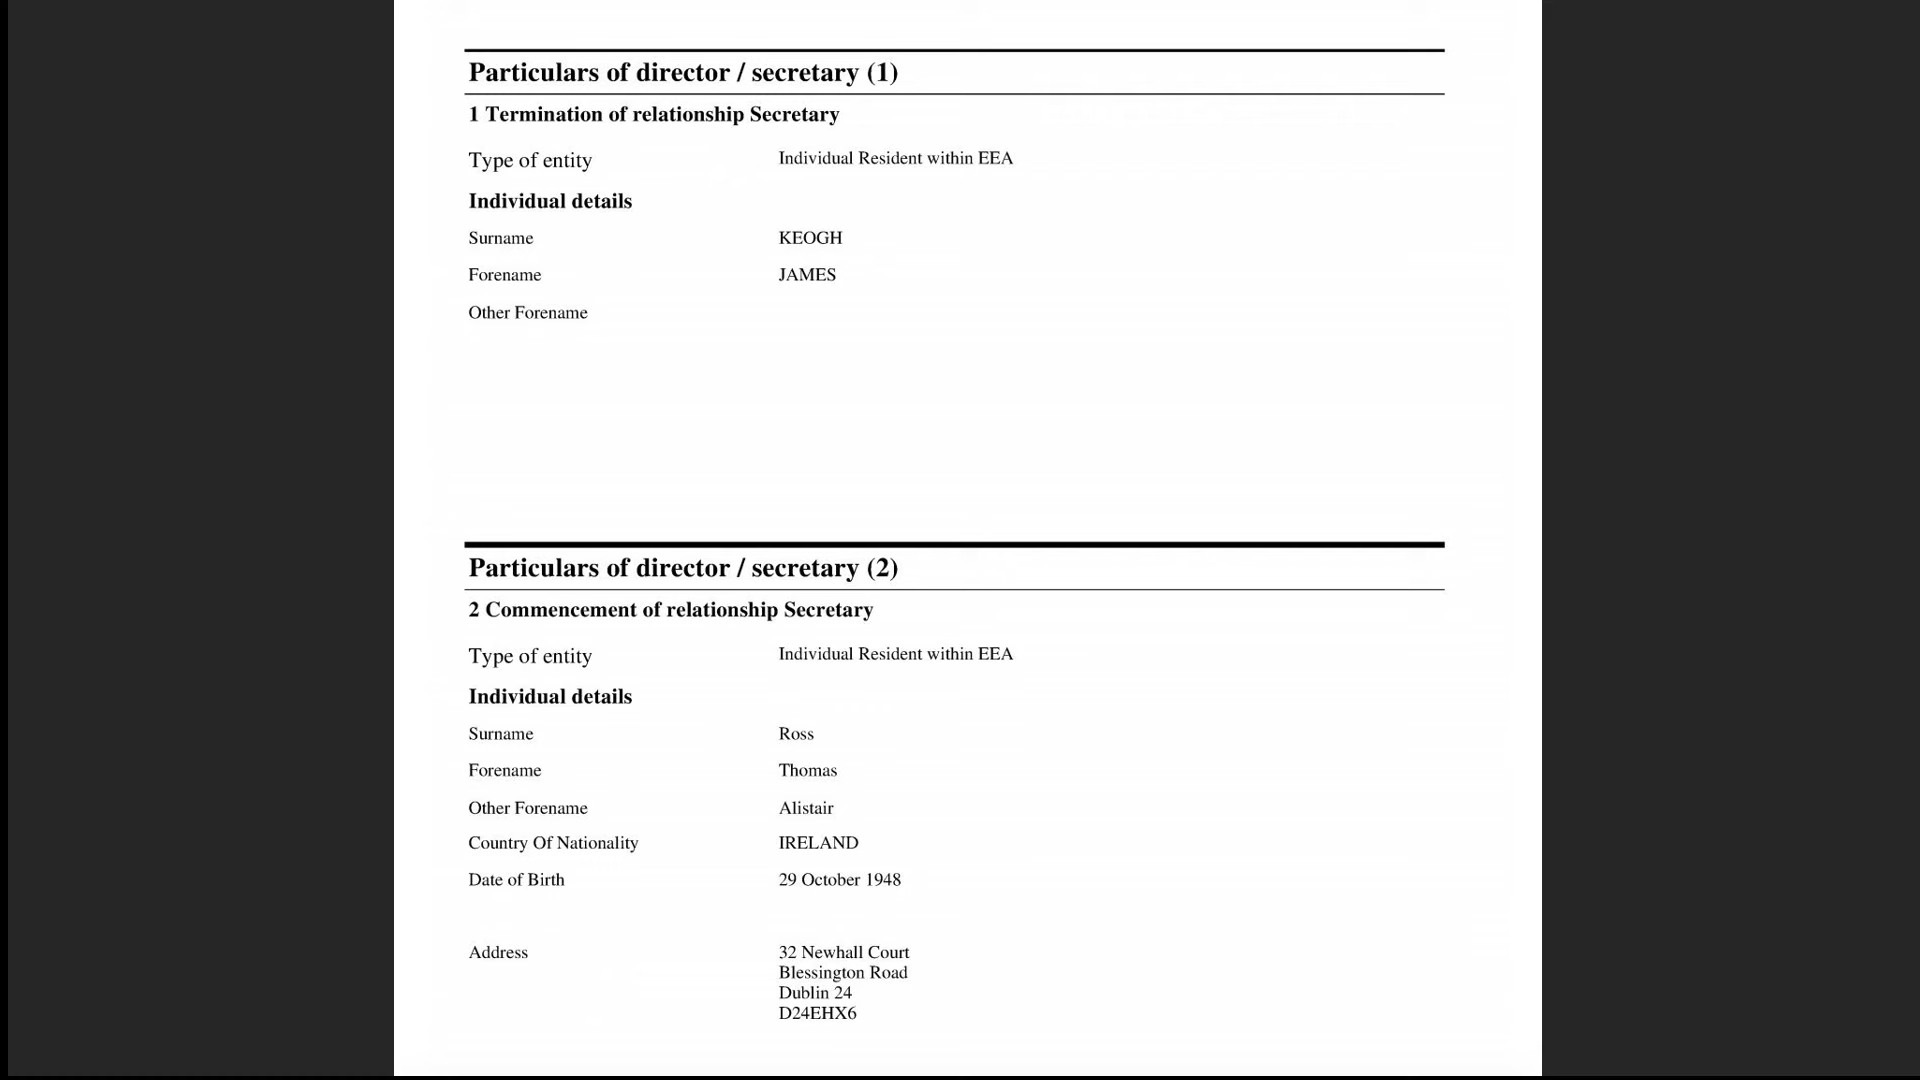 Particulars of director / secretary (1)
1 Termination of relationship Secretary
Type of entity Individual Resident within EEA
Individual details
Surname KEOGH
Forename JAMES
Other Forename
Particulars of director / secretary (2)
2 Commencement of relationship Secretary
Type of entity Individual Resident within EEA
Individual details
Surname Ross
Forename Thomas
Other Forename Alistair
Country Of Nationality IRELAND
Date of Birth 29 October 1948
Address 32 Newhall Court
Blessington Road
Dublin 24
D24EHX6